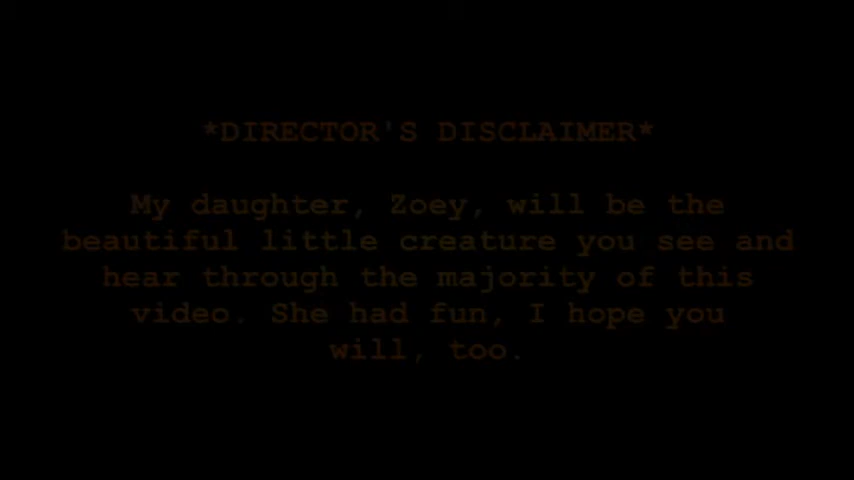 *DIRECTOR'S DISCLAIMER*
My daughter, Zoey, will be the
beautiful little creature you see and
hear through the majority of this
video. She had fun, I hope you
will, too.